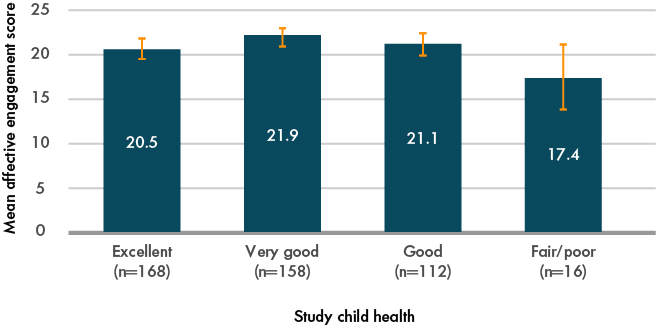 Mean affective engagement score
25
20
15
10
5
0
20.5
21.9
21.1
17.4
Excellent
(n=168)
Very good
(n=158)
Good
(n=112)
Fair/poor
(n=16)
Study child health